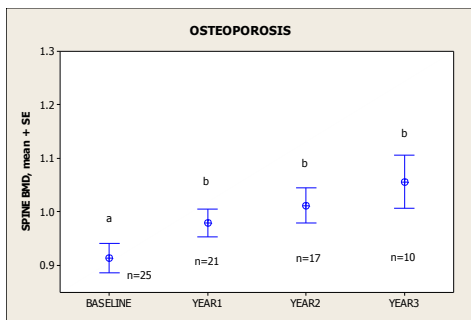 OSTEOPOROSIS
SPINE BMD, mean + SE
1.3
1.2
1.1
1.0
0.9
a
b
b
b
n=25
n=21
n=17
n=10
BASELINE
YEAR1
YEAR2
YEAR3